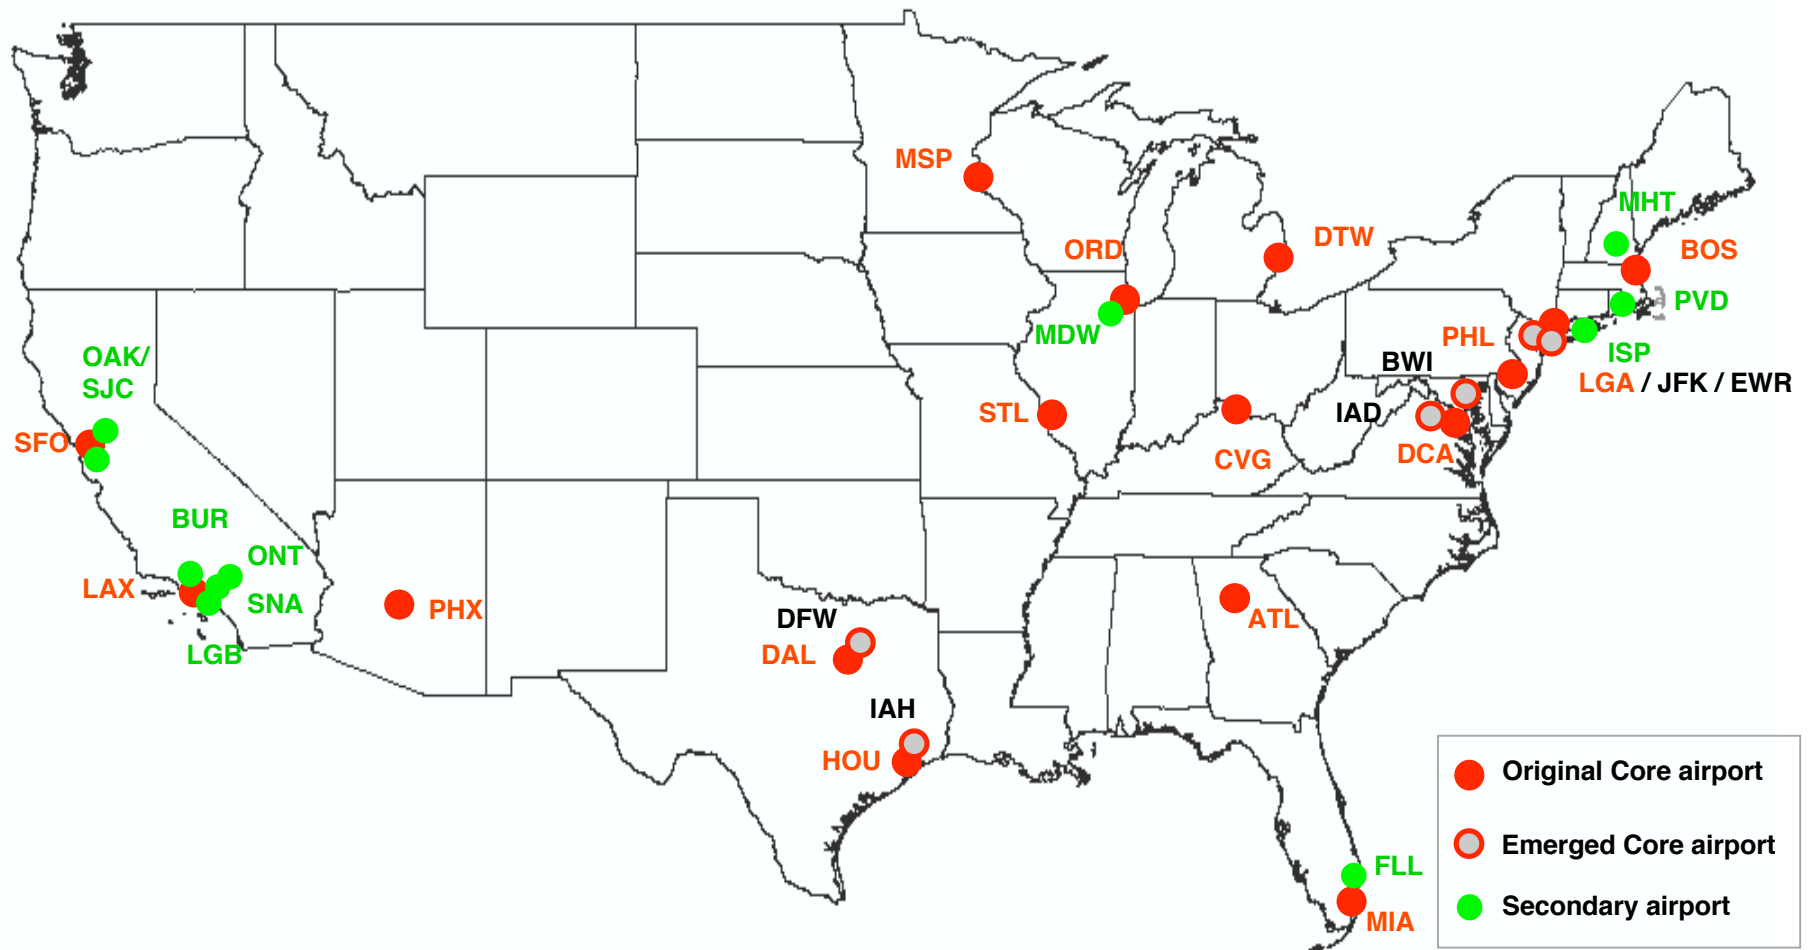 MSP
MHT
DTW
ORD
BOS
PVD
MDW
PHL
ISP
OAK/
SJC
BWI
LGA / JFK / EWR
IAD
STL
SFO
DCA
CVG
BUR
ONT
LAX
SNA
PHX
DFW
ATL
LGB
DAL
IAH
HOU
Original Core airport
Emerged Core airport
FLL
Secondary airport
MIA